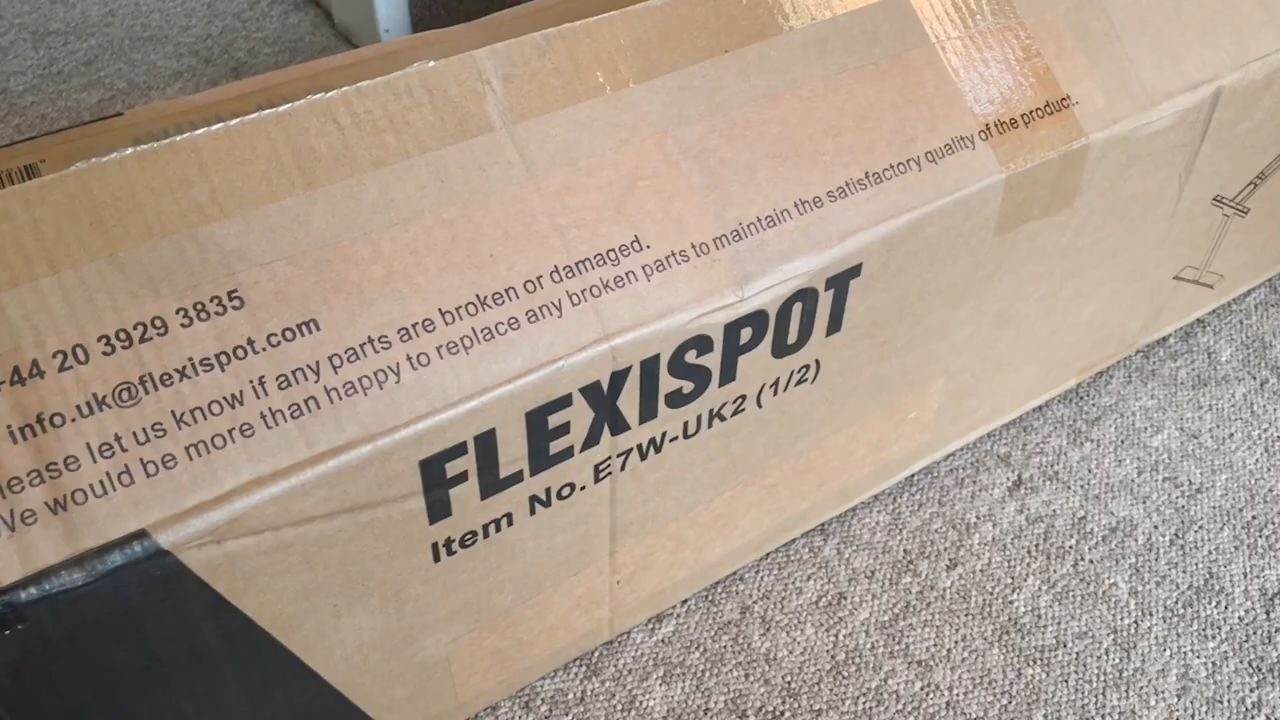 +44 20 3929 3835
info.uk@flexispot.com
lease let us know if any parts are broken or damaged.
We would be more than happy to replace any broken parts to maintain the satisfactory quality of the product.
FLEXISPOT
Item No. E7W-UK2 (1/2)